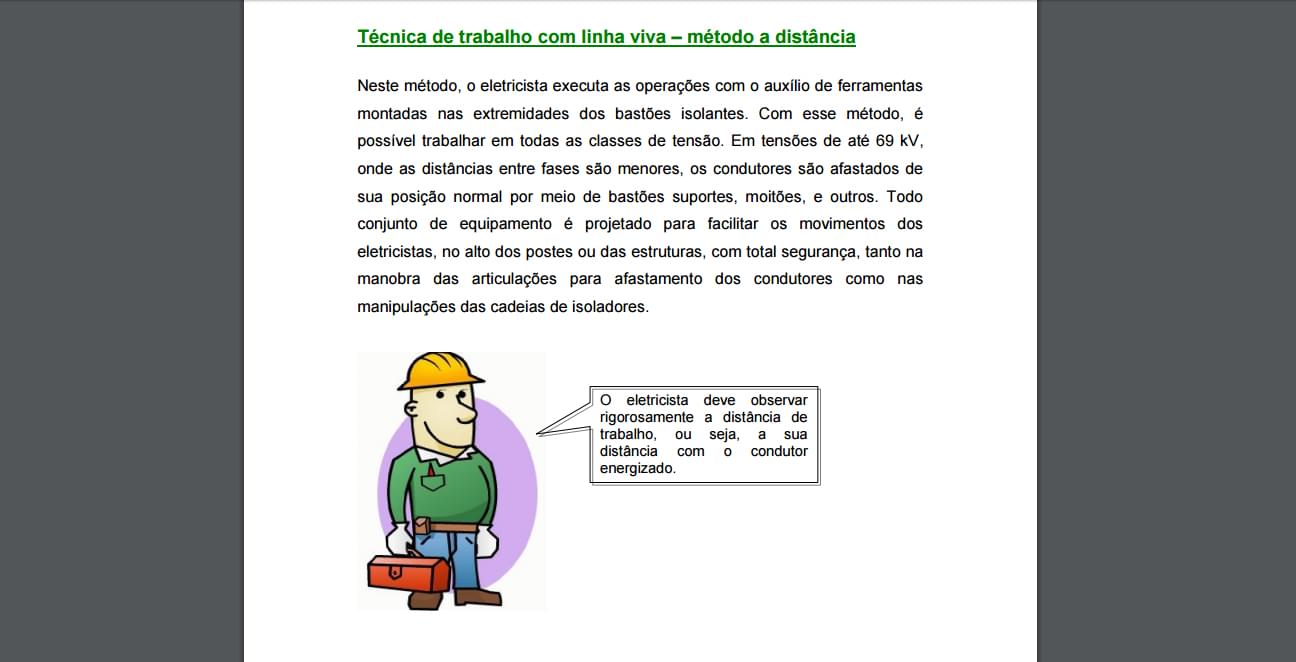 Técnica de trabalho com linha viva – método a distância
Neste método, o eletricista executa as operações com o auxílio de ferramentas
montadas nas extremidades dos bastões isolantes. Com esse método, é
possível trabalhar em todas as classes de tensão. Em tensões de até 69 kV,
onde as distâncias entre fases são menores, os condutores são afastados de
sua posição normal por meio de bastões suportes, moitões, e outros. Todo
conjunto de equipamento é projetado para facilitar os movimentos dos
eletricistas, no alto dos postes ou das estruturas, com total segurança, tanto na
manobra das articulações para afastamento dos condutores como nas
manipulações das cadeias de isoladores.
O eletricista deve observar
rigorosamente a distância de
trabalho, ou seja, a sua
distância com o condutor
energizado.